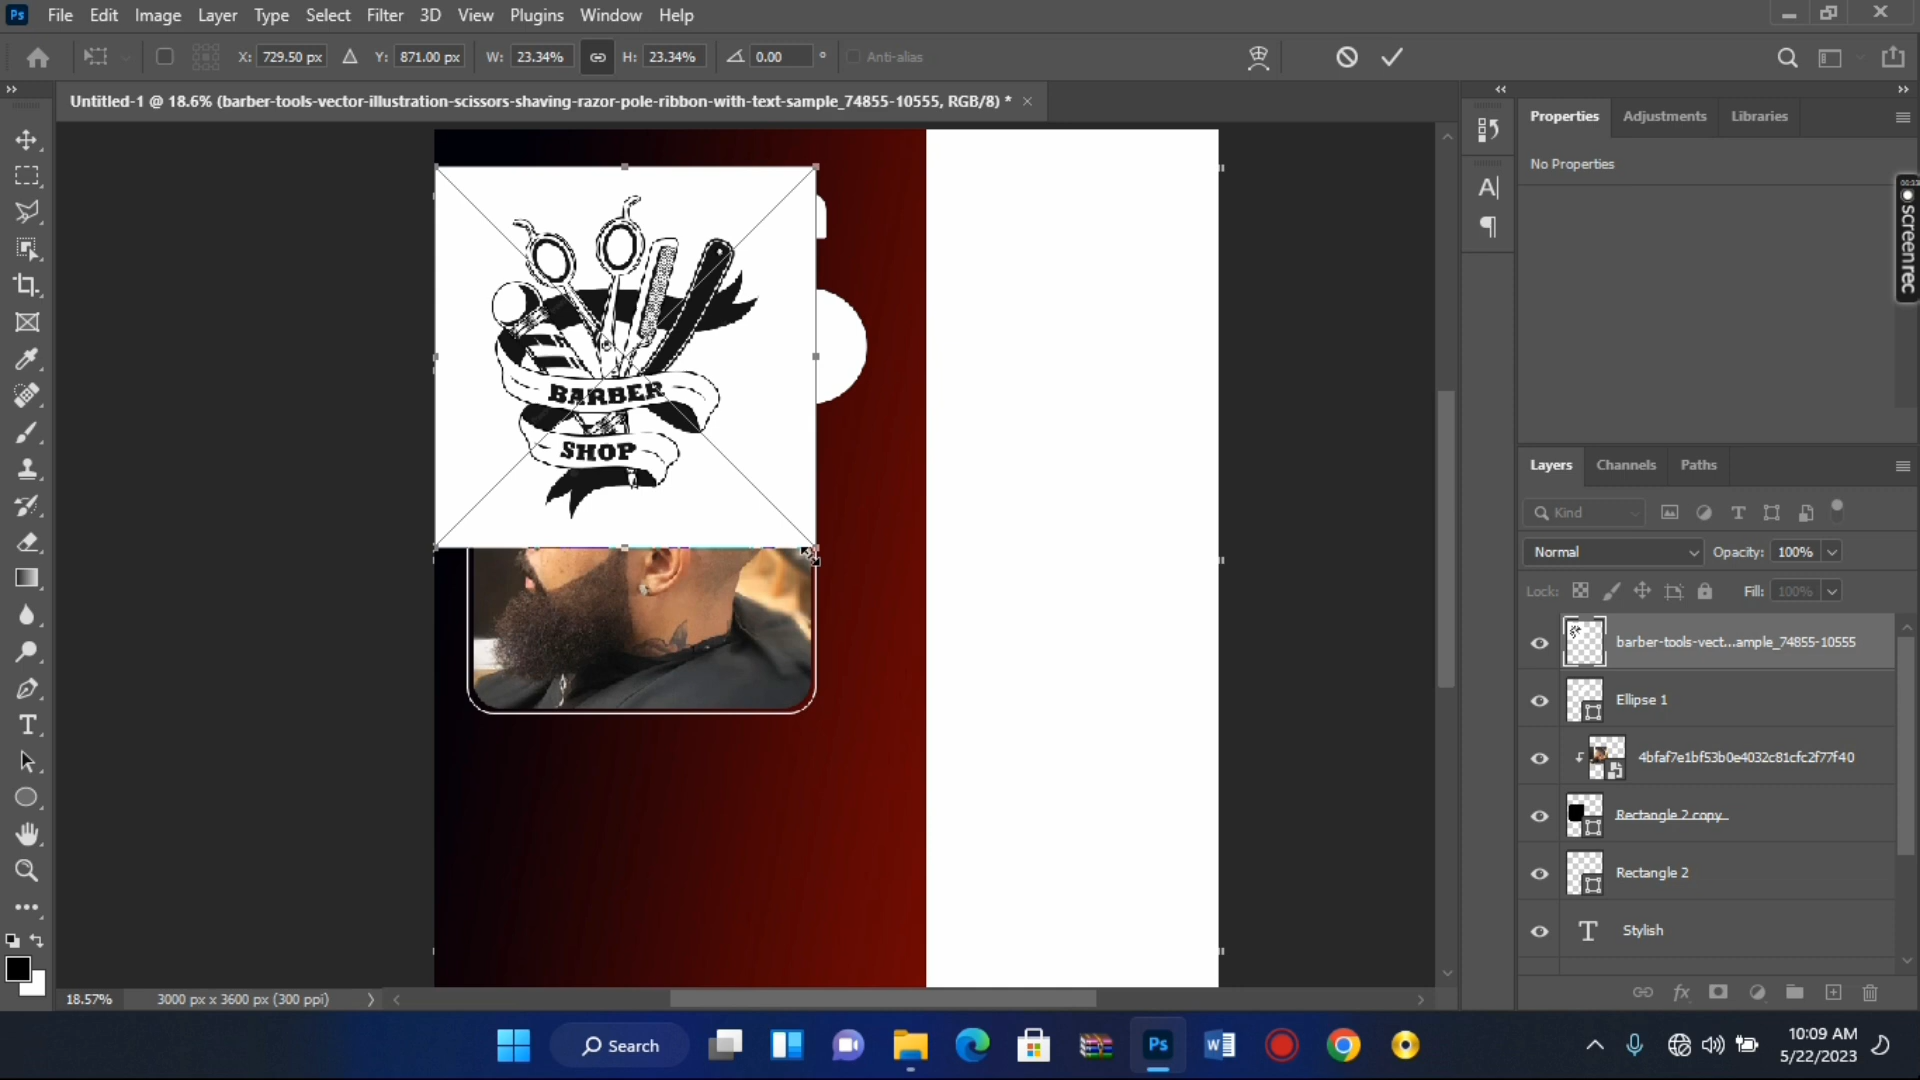 Ps File Edit Image Layer Type Select Filter 3D View Plugins Window Help
X: 729.50 px Y: 871.00 px W: 23.34% H: 23.34% 0.00 ° Anti-alias
Untitled-1 @ 18.6% (barber-tools-vector-illustration-scissors-shaving-razor-pole-ribbon-with-text-sample_74855-10555, RGB/8) *
Properties Adjustments Libraries
No Properties
screenrec
BARBER
SHOP
Layers Channels Paths
Kind
Normal Opacity: 100%
Lock: Fill: 100%
barber-tools-vect...ample_74855-10555
Ellipse 1
4bfaf7e1bf53b0e4032c81cfc2f77f40
Rectangle 2 copy
Rectangle 2
T Stylish
fx
18.57% 3000 px x 3600 px (300 ppi)
Search
Ps
W
10:09 AM
5/22/2023